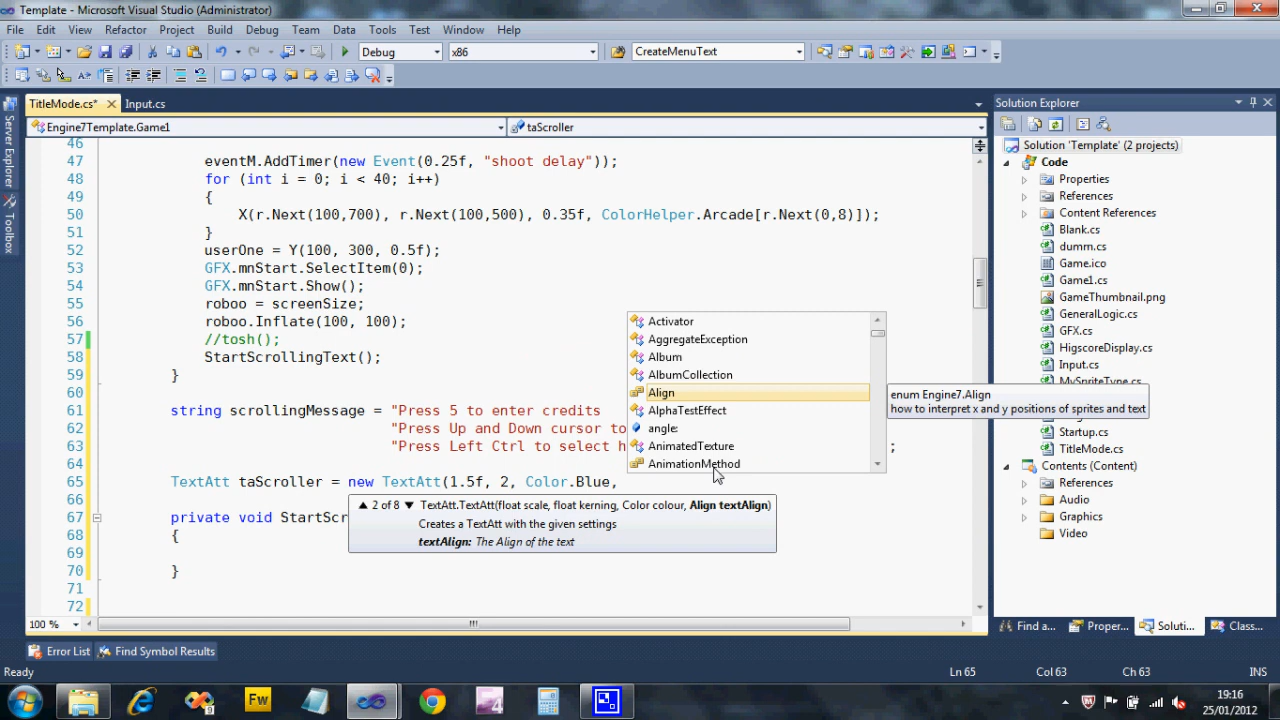 Template - Microsoft Visual Studio (Administrator)
File Edit View Refactor Project Build Debug Team Data Tools Test Window Help
Debug x86 CreateMenuText
TitleMode.cs* Input.cs
Engine7Template.Game1 taScroller
46
47 eventM.AddTimer(new Event(0.25f, "shoot delay"));
48 for (int i = 0; i < 40; i++)
49 {
50 X(r.Next(100,700), r.Next(100,500), 0.35f, ColorHelper.Arcade[r.Next(0,8)]);
51 }
52 userOne = Y(100, 300, 0.5f);
53 GFX.mnStart.SelectItem(0);
54 GFX.mnStart.Show();
55 roboo = screenSize;
56 roboo.Inflate(100, 100);
57 //tosh();
58 StartScrollingText();
59 }
60
61 string scrollingMessage = "Press 5 to enter credits
62 "Press Up and Down cursor to
63 "Press Left Ctrl to select h ;
64
65 TextAtt taScroller = new TextAtt(1.5f, 2, Color.Blue,
66
67 private void StartScr
68 {
69
70 }
71
72
Activator
AggregateException
Album
AlbumCollection
Align
AlphaTestEffect
angle:
AnimatedTexture
AnimationMethod
enum Engine7.Align
how to interpret x and y positions of sprites and text
2 of 8 TextAtt.TextAtt(float scale, float kerning, Color colour, Align textAlign)
Creates a TextAtt with the given settings
textAlign: The Align of the text
100 %
Server Explorer
Toolbox
Solution Explorer
Solution 'Template' (2 projects)
Code
Properties
References
Content References
Blank.cs
dumm.cs
Game.ico
Game1.cs
GameThumbnail.png
GeneralLogic.cs
GFX.cs
HigscoreDisplay.cs
Input.cs
MySpriteType.cs
Startup.cs
TitleMode.cs
Contents (Content)
References
Audio
Graphics
Video
Find a... Proper... Soluti... Class...
Error List Find Symbol Results
Ready Ln 65 Col 63 Ch 63 INS
Fw
19:16
25/01/2012